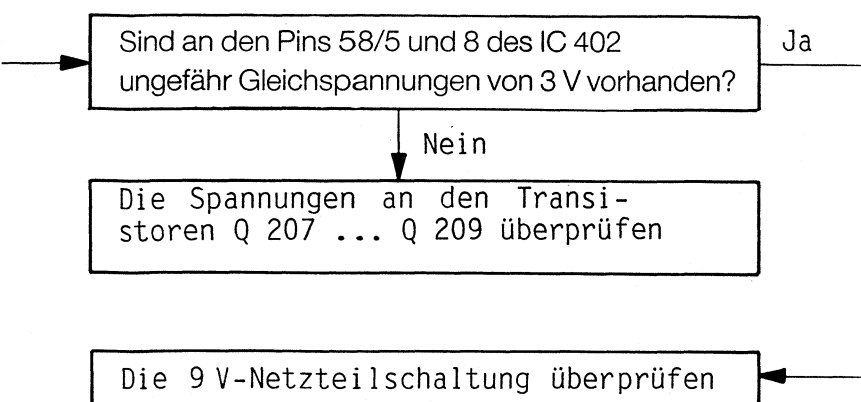 Sind an den Pins 58/5 und 8 des IC 402
ungefähr Gleichspannungen von 3 V vorhanden?
Ja
Nein
Die Spannungen an den Transi-
storen Q 207 ... Q 209 überprüfen
Die 9 V-Netzteilschaltung überprüfen